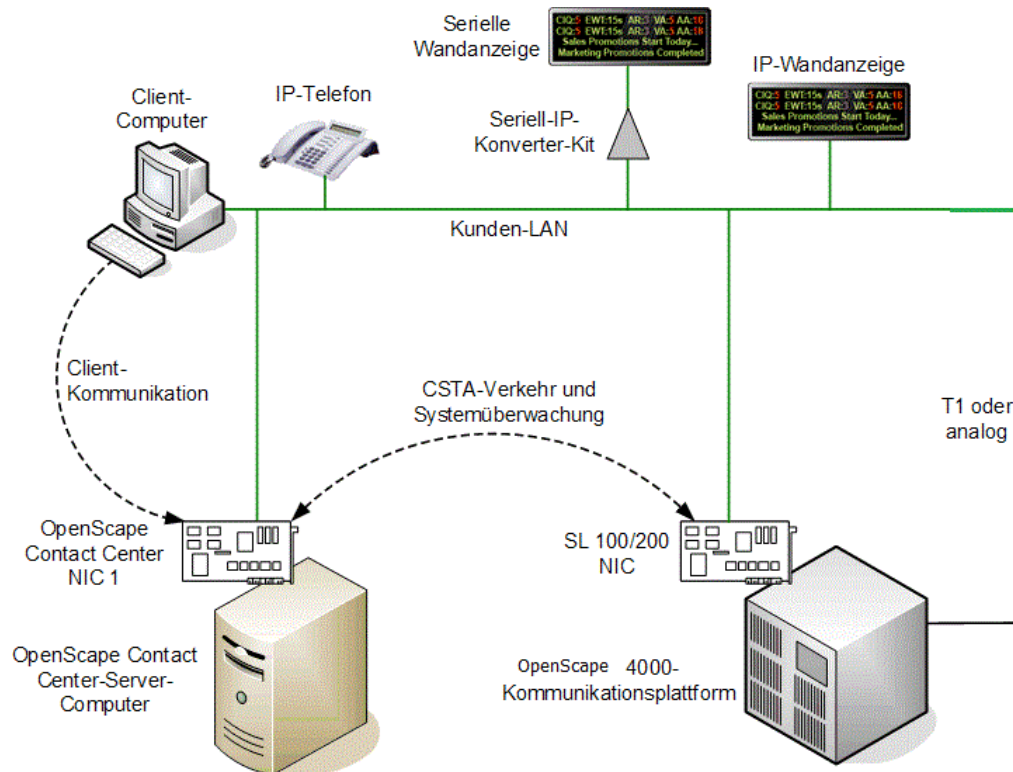 Serielle
Wandanzeige
CIQ:5 EWT:15s AR:3 VA:5 AA:16
CIQ:5 EWT:15s AR:3 VA:5 AA:16
Sales Promotions Start Today...
Marketing Promotions Completed
IP-Wandanzeige
CIQ:5 EWT:15s AR:3 VA:5 AA:16
CIQ:5 EWT:15s AR:3 VA:5 AA:16
Sales Promotions Start Today...
Marketing Promotions Completed
Client-
Computer
IP-Telefon
Seriell-IP-
Konverter-Kit
Kunden-LAN
Client-
Kommunikation
CSTA-Verkehr und
Systemüberwachung
T1 oder
analog
OpenScape
Contact Center
NIC 1
SL 100/200
NIC
OpenScape Contact
Center-Server-
Computer
OpenScape 4000-
Kommunikationsplattform